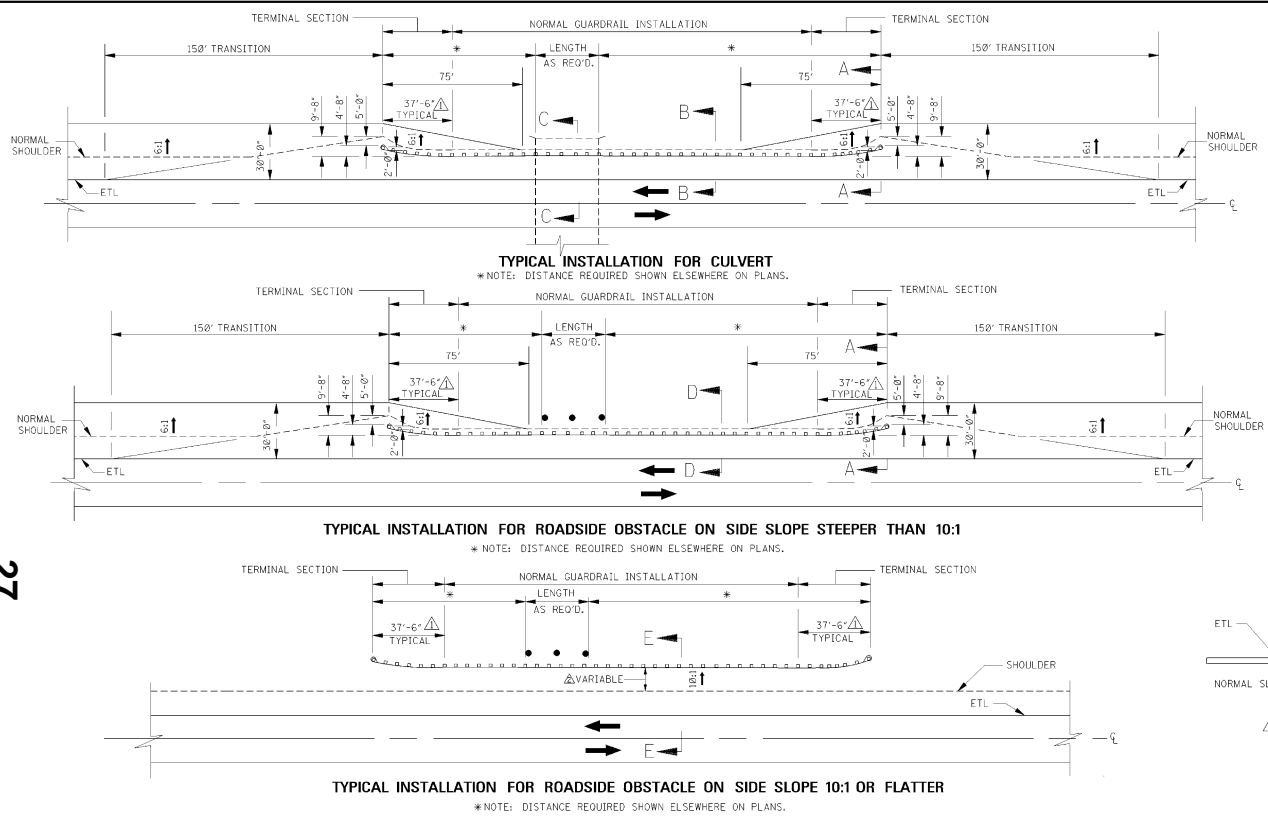 TERMINAL SECTION
NORMAL GUARDRAIL INSTALLATION
TERMINAL SECTION
150' TRANSITION
*
LENGTH
AS REQ'D.
*
150' TRANSITION
75'
75'
A
37'-6" 1
TYPICAL
C
B
37'-6" 1
TYPICAL
9'-8"
4'-8"
5'-0"
5'-0"
4'-8"
9'-8"
NORMAL
SHOULDER
6:1
30'-0"
6:1
2'-0"
6:1
2'-0"
30'-0"
6:1
NORMAL
SHOULDER
ETL
B
A
ETL
C
℄
TYPICAL INSTALLATION FOR CULVERT
* NOTE: DISTANCE REQUIRED SHOWN ELSEWHERE ON PLANS.
TERMINAL SECTION
NORMAL GUARDRAIL INSTALLATION
TERMINAL SECTION
150' TRANSITION
*
LENGTH
AS REQ'D.
*
150' TRANSITION
75'
75'
A
37'-6" 1
TYPICAL
D
37'-6" 1
TYPICAL
9'-8"
4'-8"
5'-0"
5'-0"
4'-8"
9'-8"
NORMAL
SHOULDER
6:1
30'-0"
6:1
2'-0"
6:1
2'-0"
30'-0"
6:1
NORMAL
SHOULDER
ETL
D
A
ETL
℄
TYPICAL INSTALLATION FOR ROADSIDE OBSTACLE ON SIDE SLOPE STEEPER THAN 10:1
* NOTE: DISTANCE REQUIRED SHOWN ELSEWHERE ON PLANS.
27
TERMINAL SECTION
NORMAL GUARDRAIL INSTALLATION
TERMINAL SECTION
*
LENGTH
AS REQ'D.
*
37'-6" 1
TYPICAL
E
37'-6" 1
TYPICAL
2 VARIABLE
10:1
SHOULDER
ETL
E
℄
ETL
NORMAL SL
TYPICAL INSTALLATION FOR ROADSIDE OBSTACLE ON SIDE SLOPE 10:1 OR FLATTER
* NOTE: DISTANCE REQUIRED SHOWN ELSEWHERE ON PLANS.